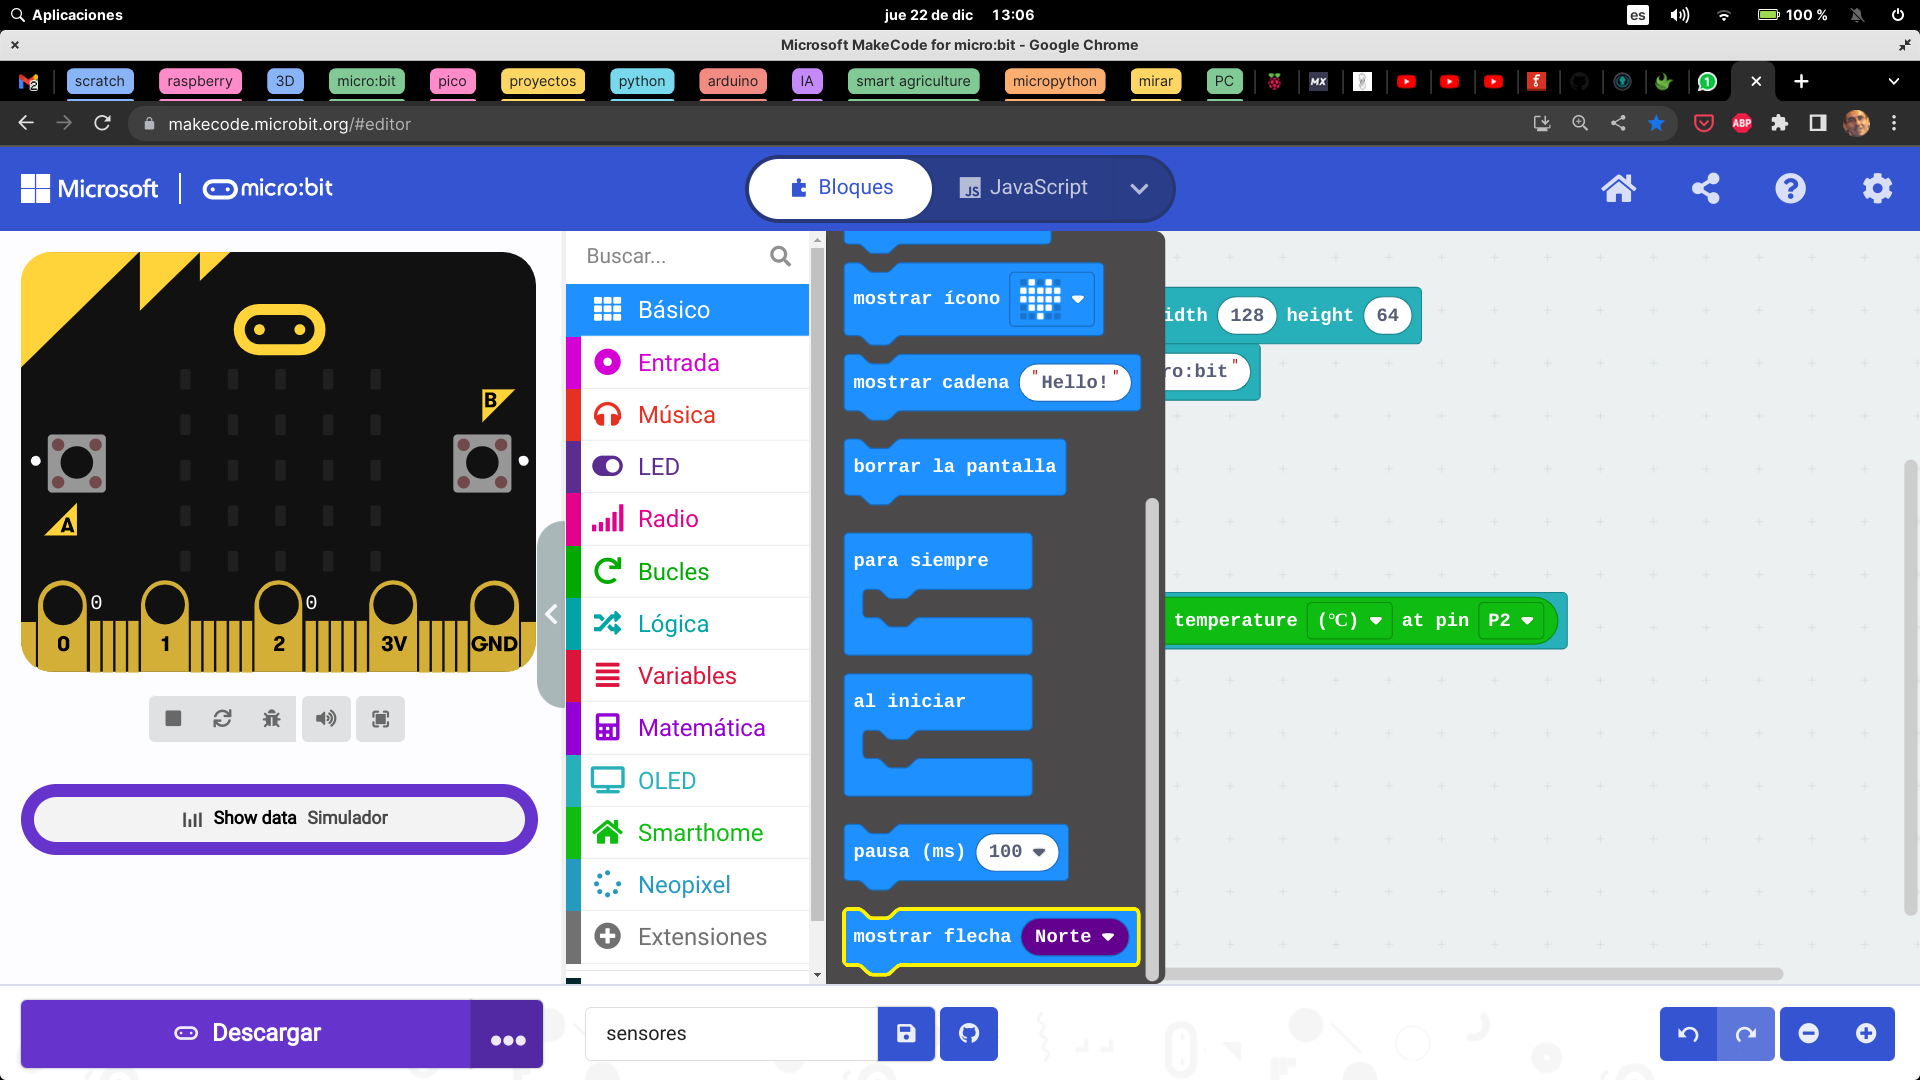 Aplicaciones
jue 22 de dic 13:06
es
100 %
Microsoft MakeCode for micro:bit - Google Chrome
scratch
raspberry
3D
micro:bit
pico
proyectos
python
arduino
IA
smart agriculture
micropython
mirar
PC
MX
1
makecode.microbit.org/#editor
ABP
Microsoft
micro:bit
Bloques
JS JavaScript
B
A
0
0
0
1
2
3V
GND
Show data Simulador
Buscar...
Básico
Entrada
Música
LED
Radio
Bucles
Lógica
Variables
Matemática
OLED
Smarthome
Neopixel
Extensiones
mostrar ícono
mostrar cadena "Hello!"
borrar la pantalla
para siempre
al iniciar
pausa (ms) 100
mostrar flecha Norte
idth 128 height 64
ro:bit"
temperature (℃) at pin P2
Descargar
sensores